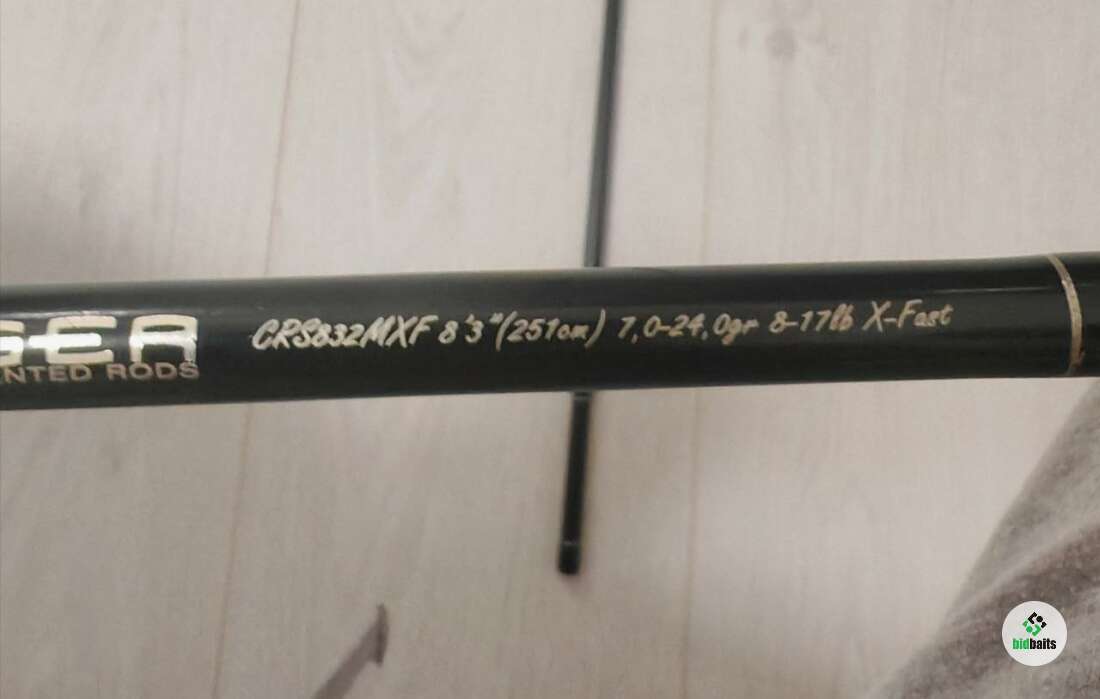 GER
CRS832MXF 8'3"(251cm) 7,0-24,0gr 8-17lb X-Fast
NTED RODS
bidbaits